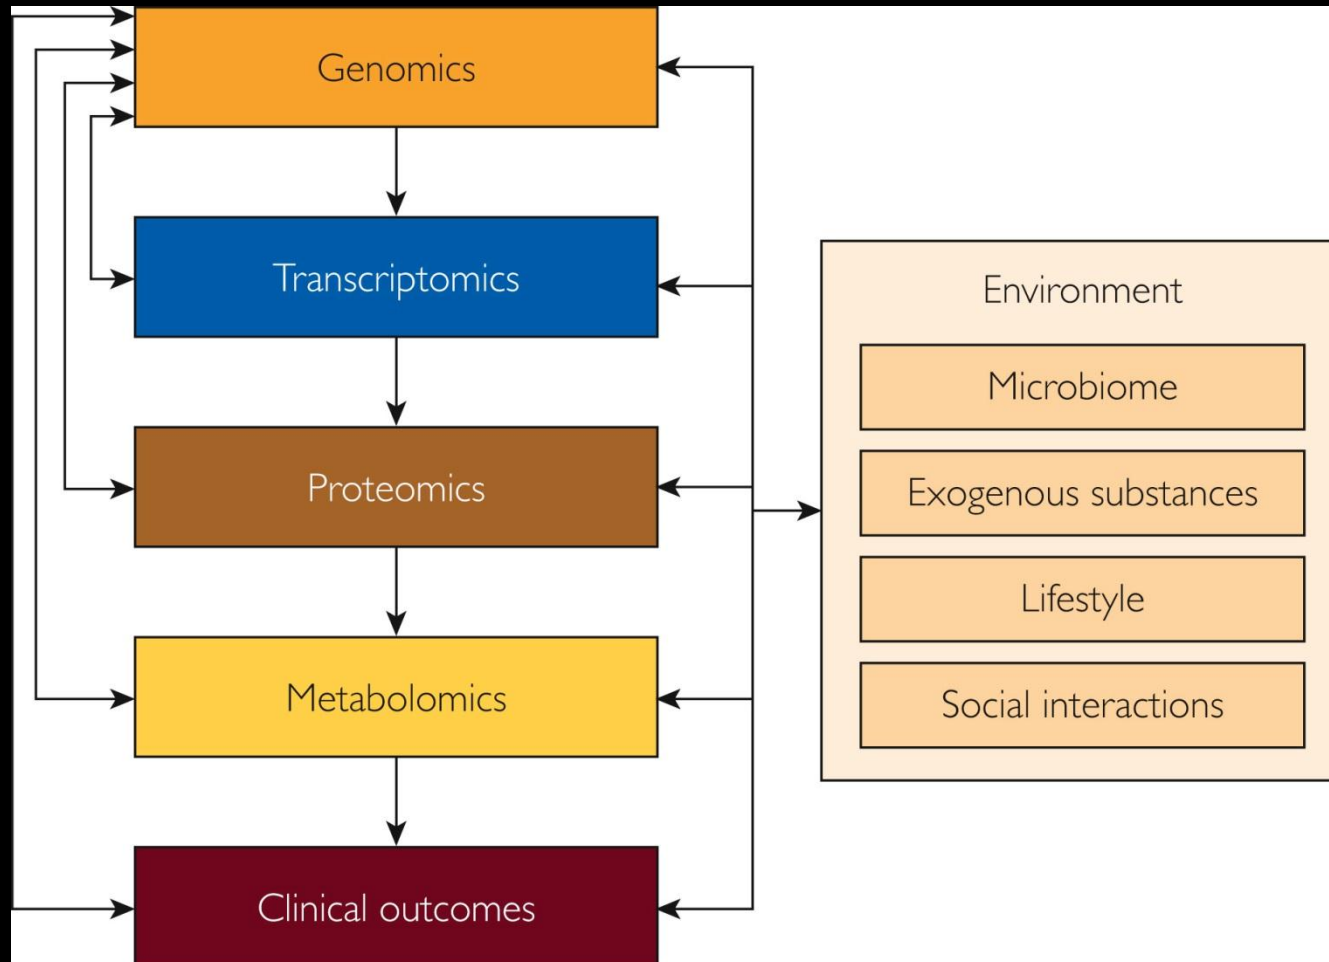 Genomics
Transcriptomics
Proteomics
Metabolomics
Clinical outcomes
Environment
Microbiome
Exogenous substances
Lifestyle
Social interactions